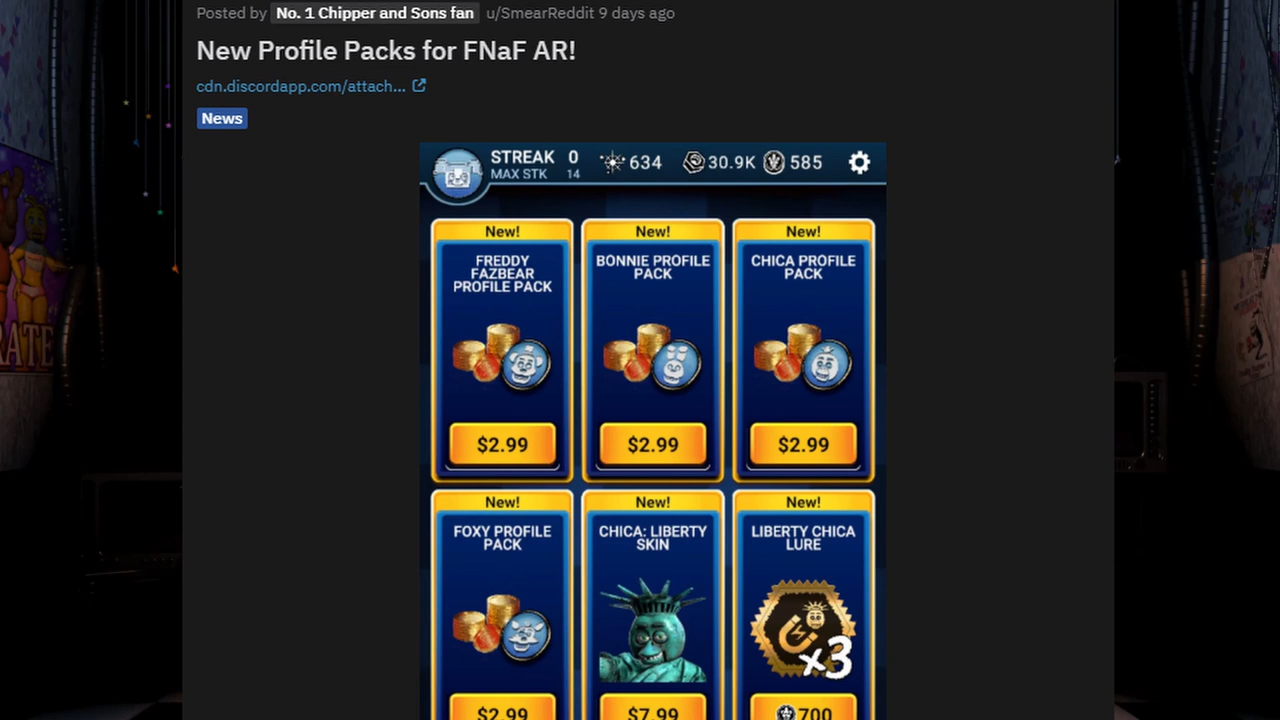 Posted by No. 1 Chipper and Sons fan u/SmearReddit 9 days ago
New Profile Packs for FNaF AR!
cdn.discordapp.com/attach...
News
STREAK 0 634 30.9K 585
MAX STK 14
New! New! New!
FREDDY FAZBEAR PROFILE PACK
BONNIE PROFILE PACK
CHICA PROFILE PACK
$2.99 $2.99 $2.99
New! New! New!
FOXY PROFILE PACK
CHICA: LIBERTY SKIN
LIBERTY CHICA LURE
x3
$2.99 $7.99 700
RATE